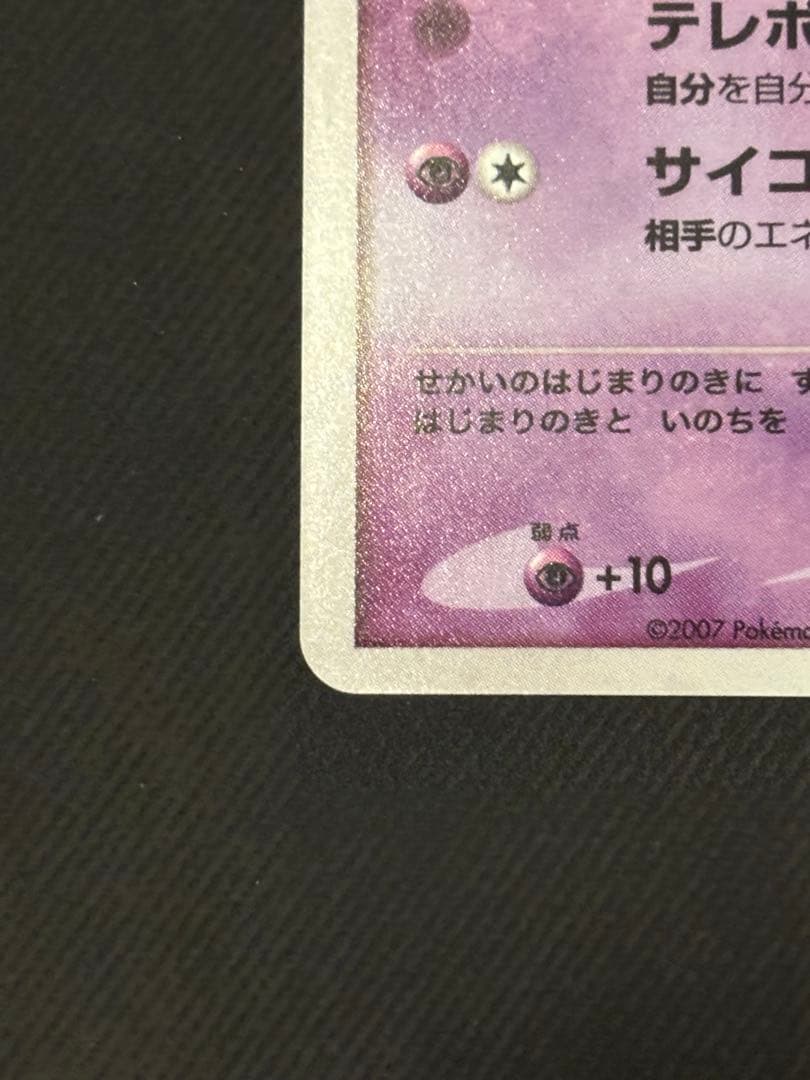 テレポ
自分を自分
サイコ
相手のエネ
せかいのはじまりのきに す
はじまりのきと いのちを
弱点
+10
©2007 Pokémo